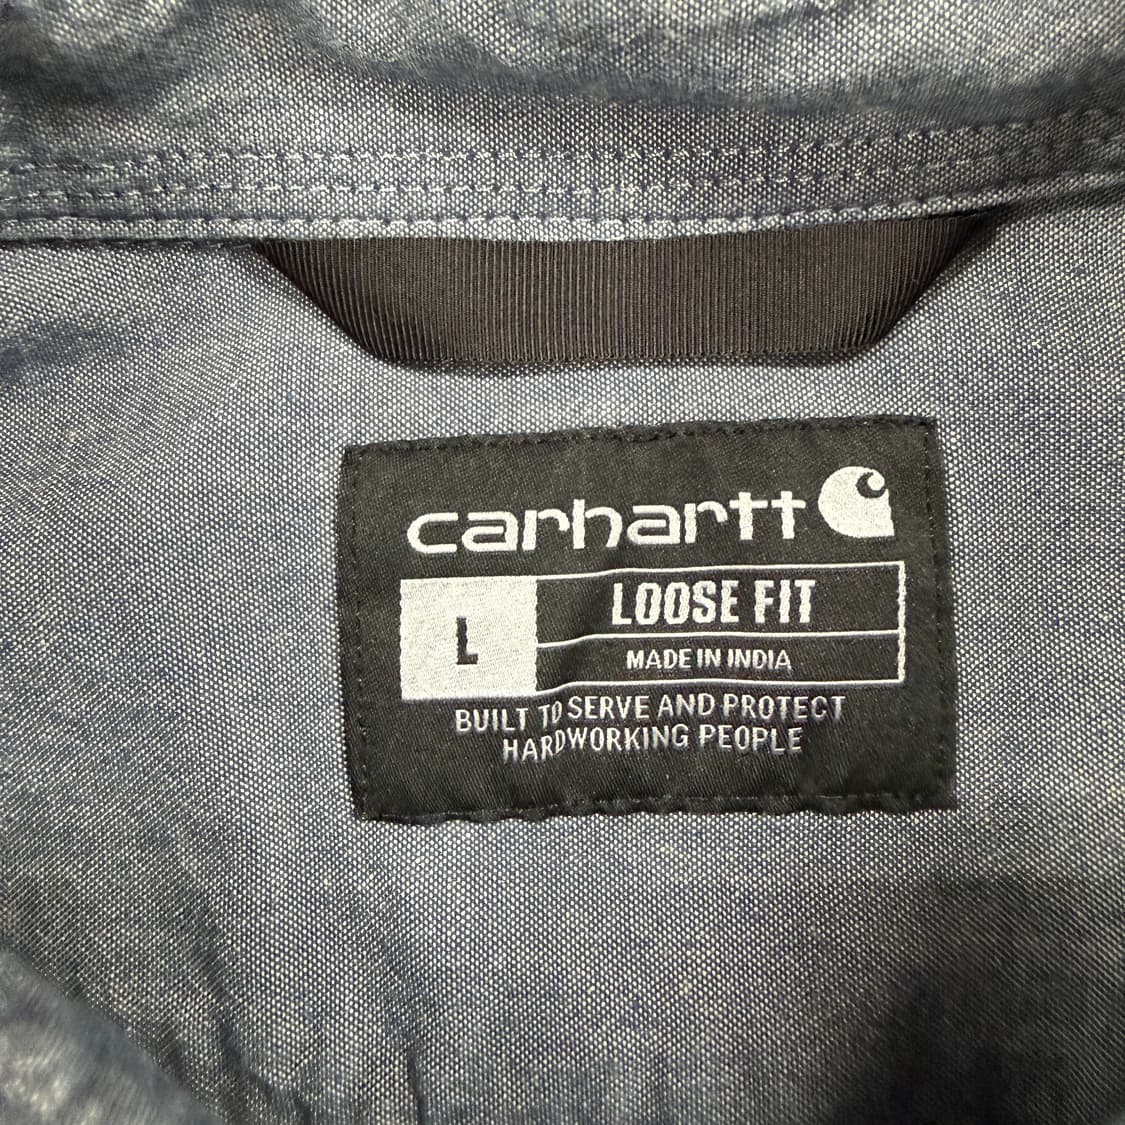 carhartt
L
LOOSE FIT
MADE IN INDIA
BUILT TO SERVE AND PROTECT
HARDWORKING PEOPLE